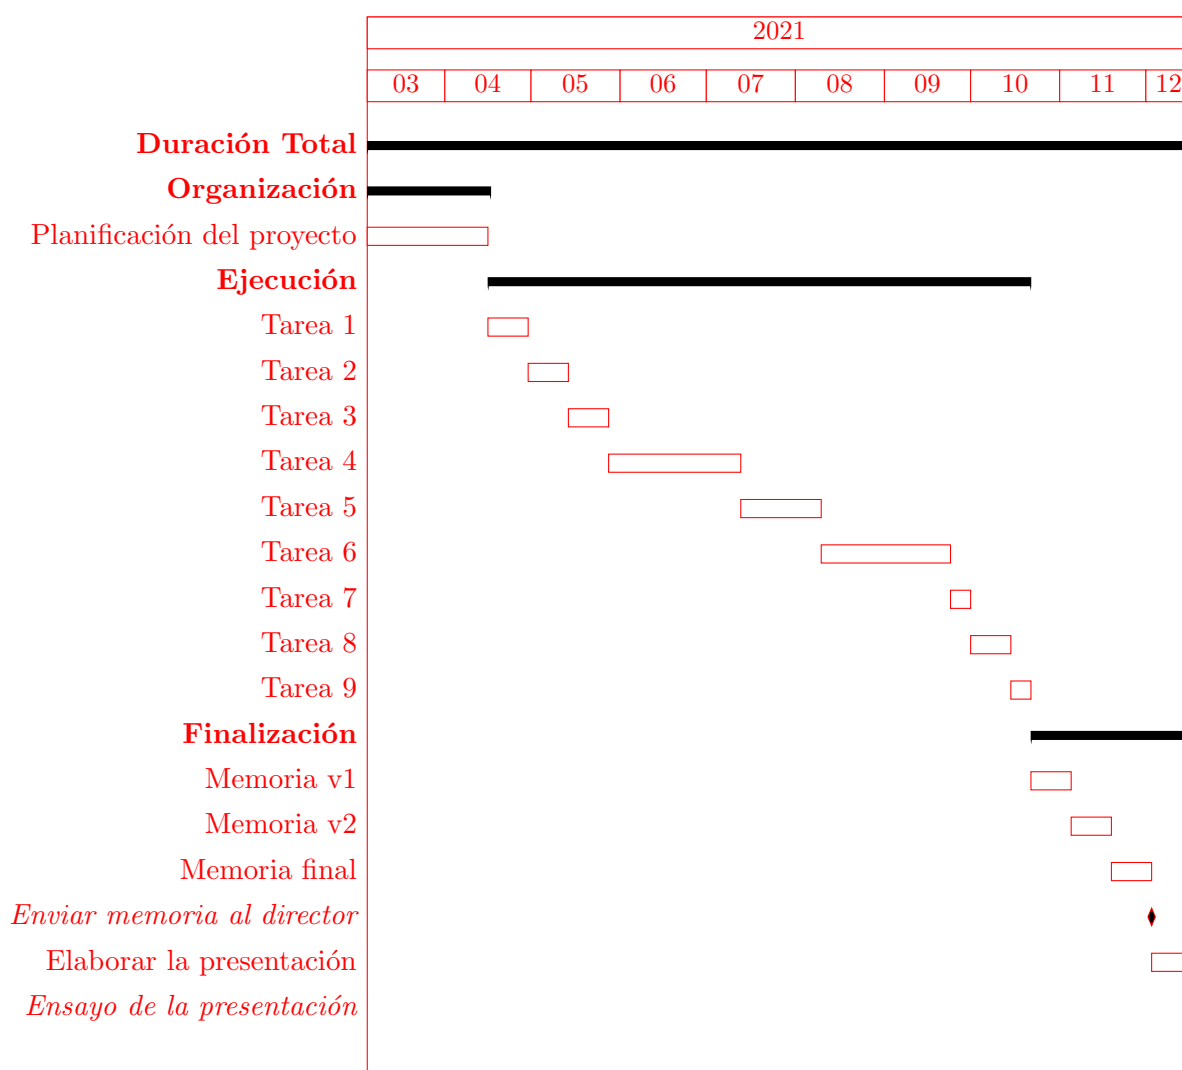 2021
03 04 05 06 07 08 09 10 11 12
Duración Total
Organización
Planificación del proyecto
Ejecución
Tarea 1
Tarea 2
Tarea 3
Tarea 4
Tarea 5
Tarea 6
Tarea 7
Tarea 8
Tarea 9
Finalización
Memoria v1
Memoria v2
Memoria final
Enviar memoria al director
Elaborar la presentación
Ensayo de la presentación